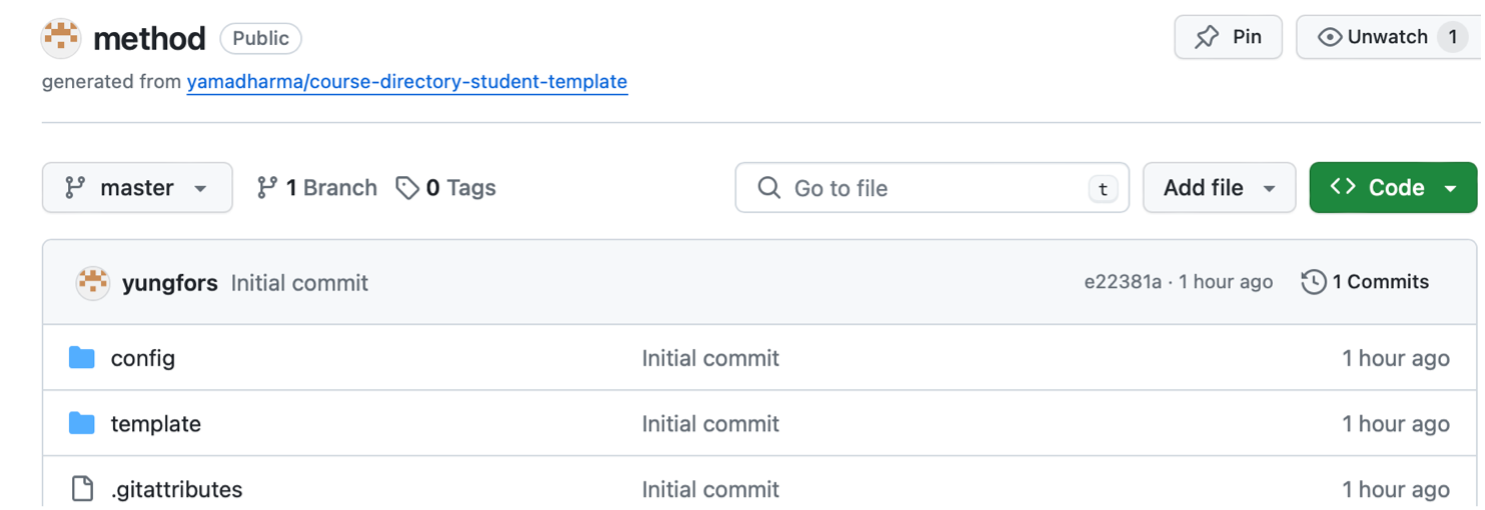 method Public Pin Unwatch 1
generated from yamadharma/course-directory-student-template
master 1 Branch 0 Tags Go to file t Add file <> Code
yungfors Initial commit e22381a · 1 hour ago 1 Commits
config Initial commit 1 hour ago
template Initial commit 1 hour ago
.gitattributes Initial commit 1 hour ago